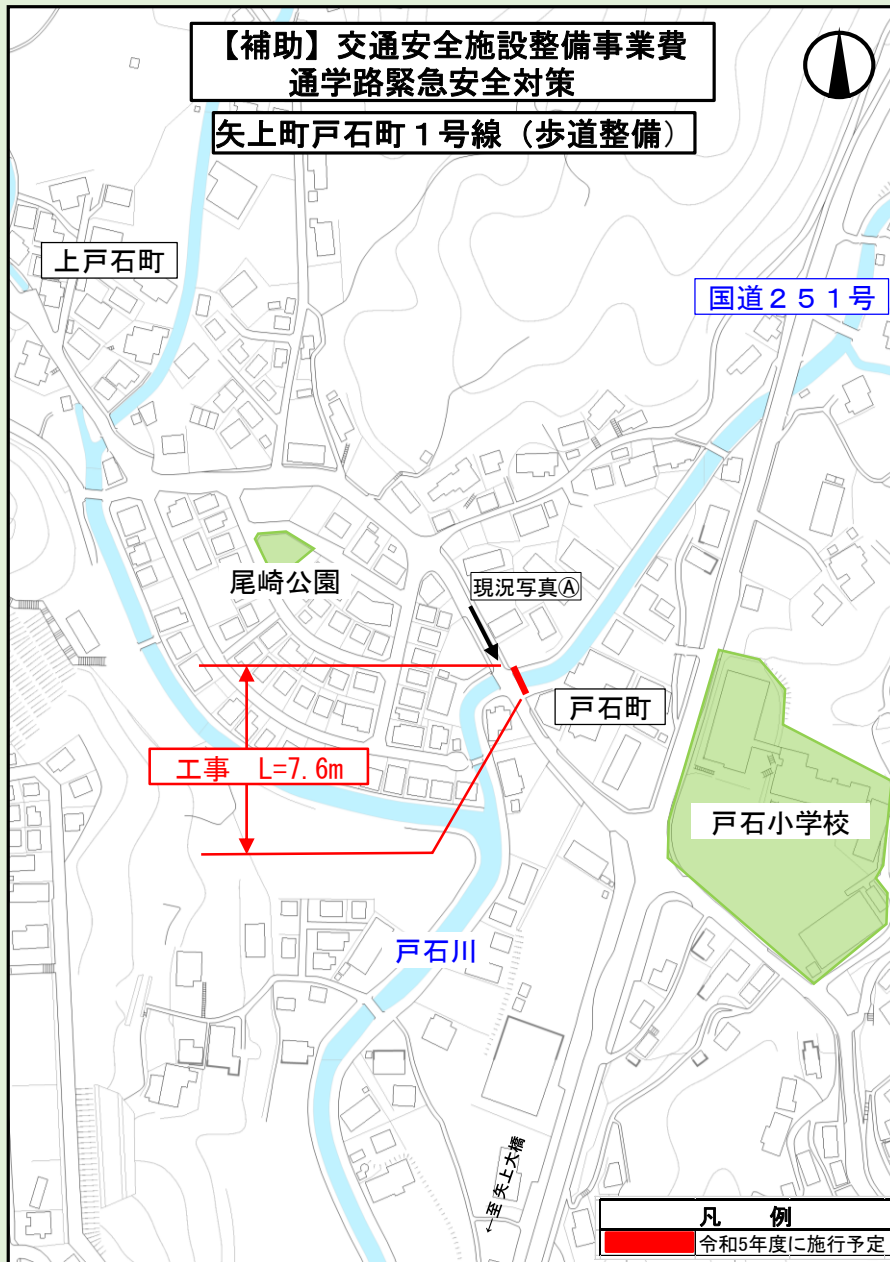 【補助】交通安全施設整備事業費
通学路緊急安全対策
矢上町戸石町１号線（歩道整備）
上戸石町
国道２５１号
尾崎公園
現況写真Ⓐ
戸石町
工事　L=7.6m
戸石小学校
戸石川
←至 矢上大橋
凡　例
令和5年度に施行予定